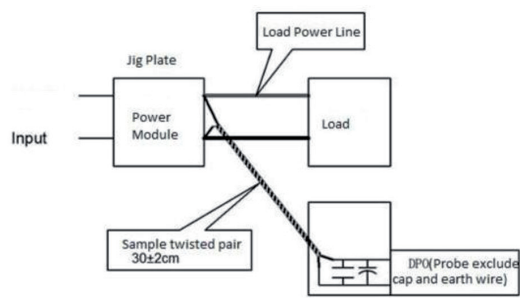 Load Power Line
Jig Plate
Power
Module
Load
Input
Sample twisted pair
30±2cm
DPO(Probe exclude
cap and earth wire)